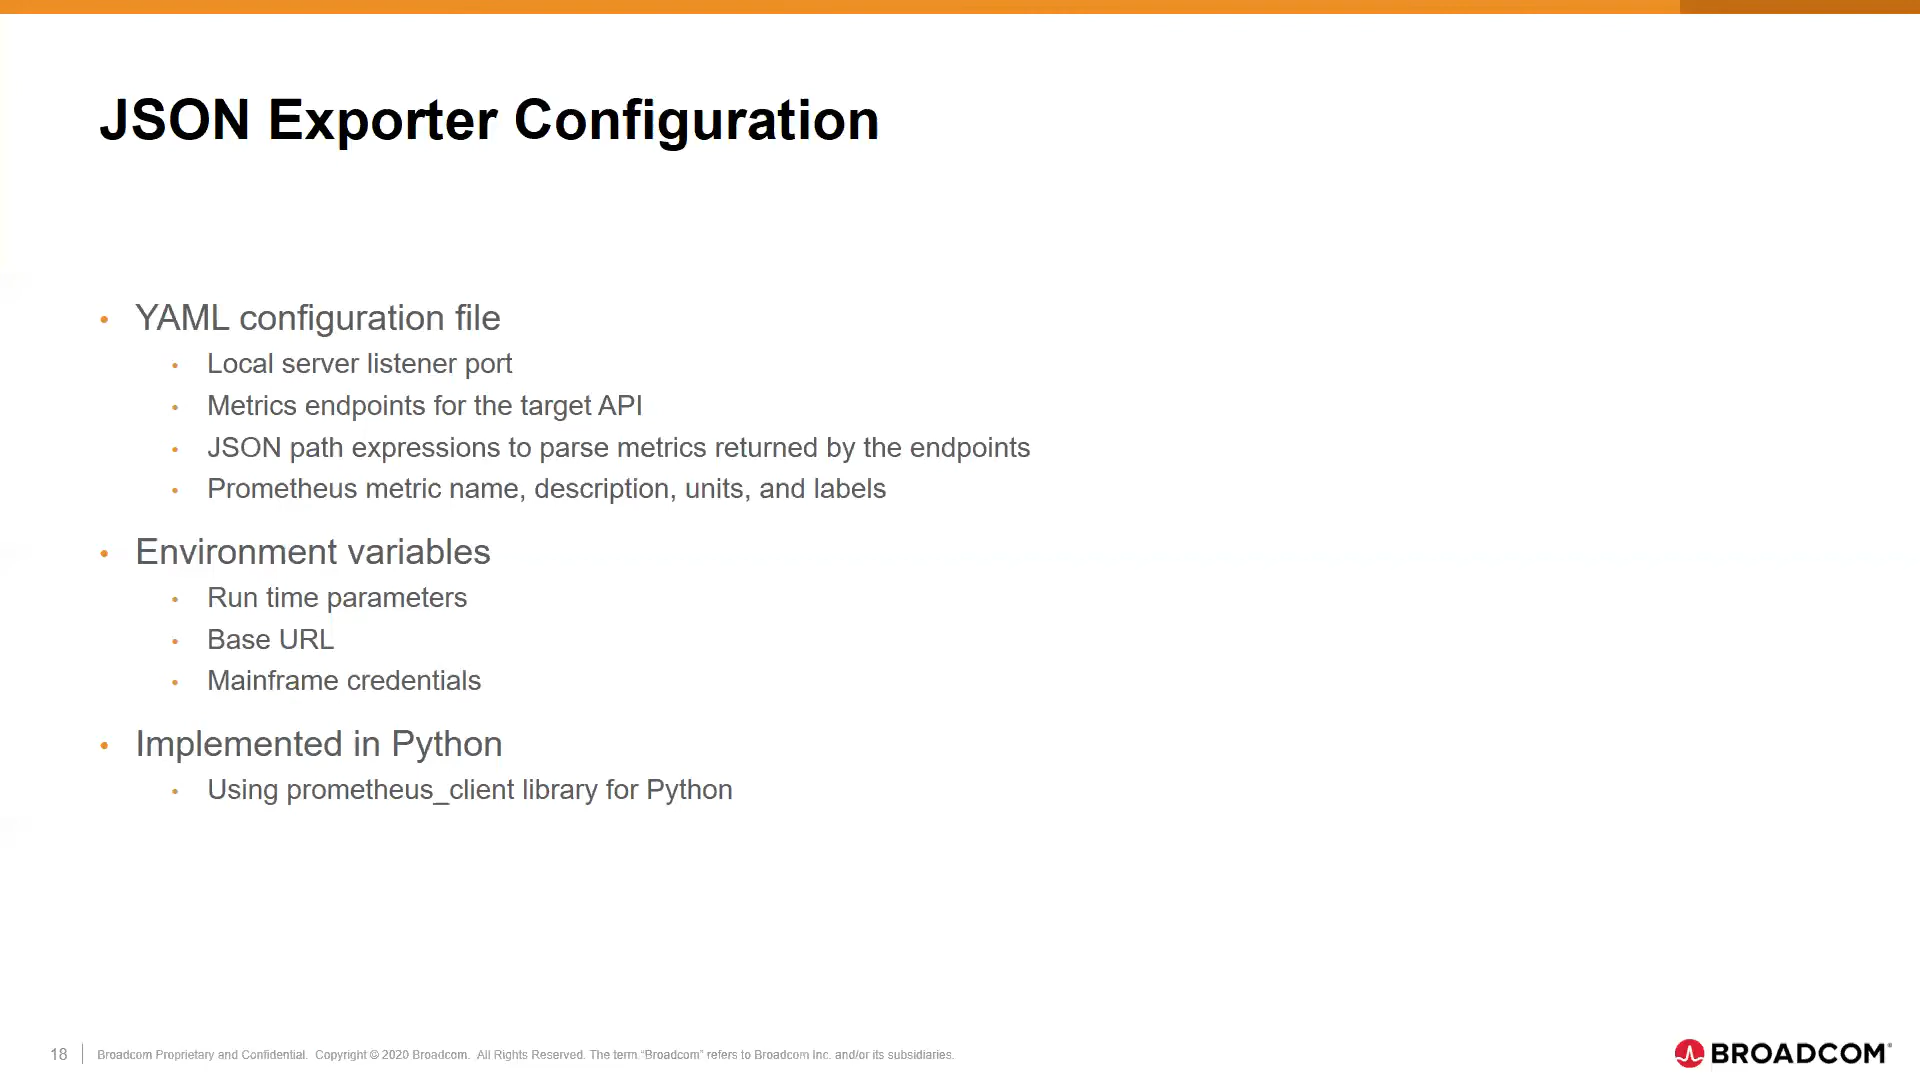 JSON Exporter Configuration
• YAML configuration file
• Local server listener port
• Metrics endpoints for the target API
• JSON path expressions to parse metrics returned by the endpoints
• Prometheus metric name, description, units, and labels
• Environment variables
• Run time parameters
• Base URL
• Mainframe credentials
• Implemented in Python
• Using prometheus_client library for Python
18 | Broadcom Proprietary and Confidential. Copyright © 2020 Broadcom. All Rights Reserved. The term “Broadcom” refers to Broadcom Inc. and/or its subsidiaries.
BROADCOM®